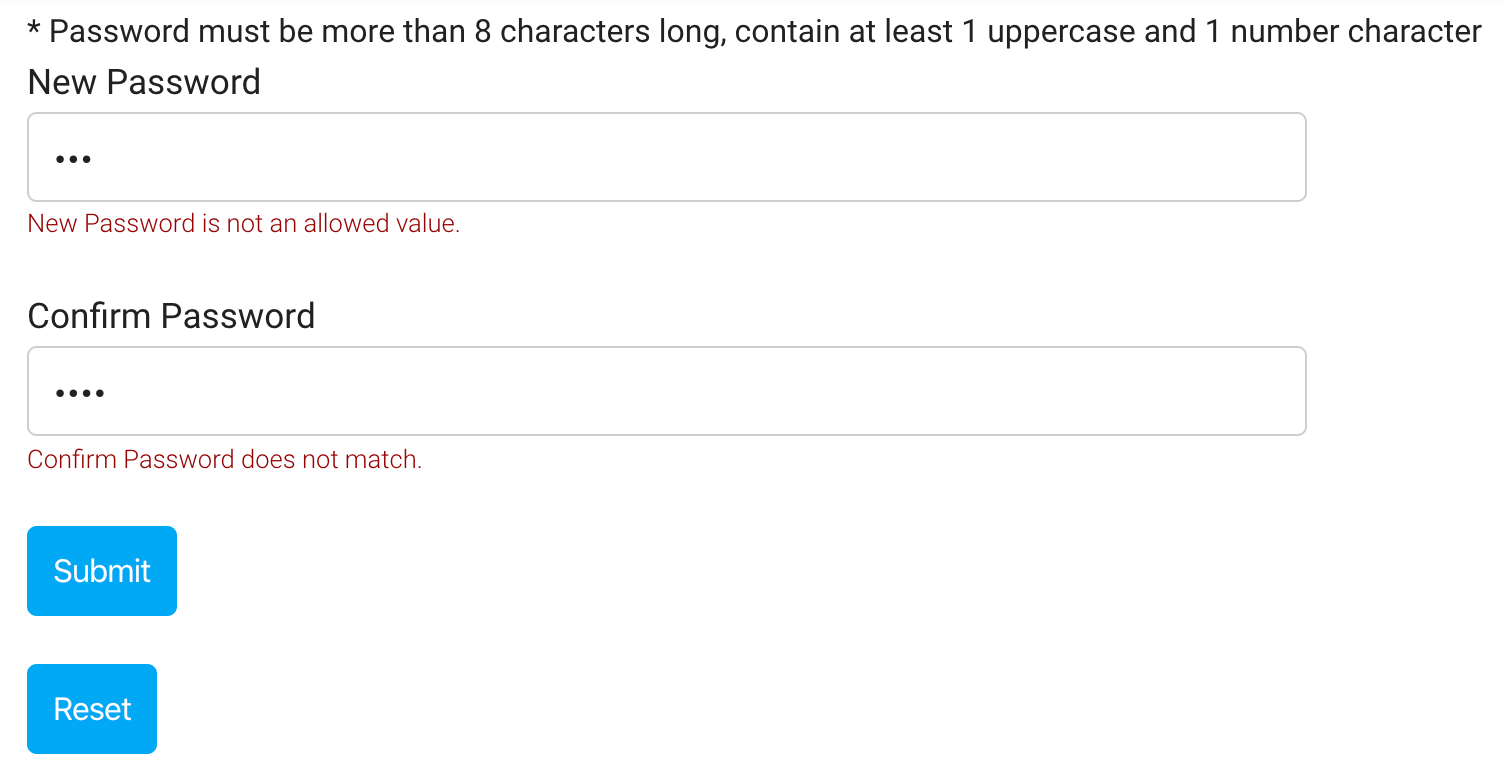 * Password must be more than 8 characters long, contain at least 1 uppercase and 1 number character
New Password
•••
New Password is not an allowed value.
Confirm Password
••••
Confirm Password does not match.
Submit
Reset